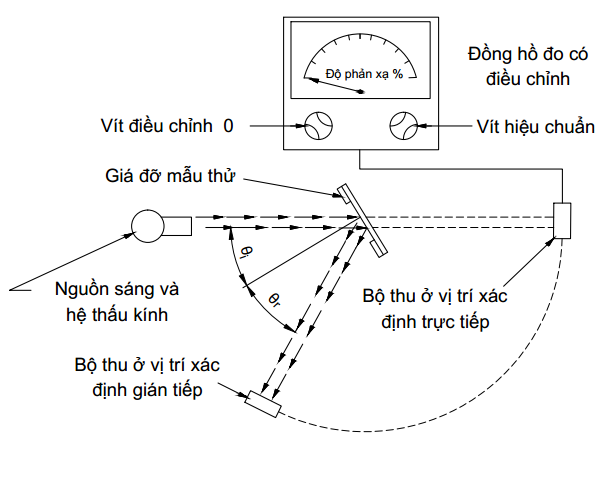 Độ phản xạ %
Đồng hồ đo có
điều chỉnh
Vít điều chỉnh 0
Vít hiệu chuẩn
Giá đỡ mẫu thử
θi
θr
Nguồn sáng và
hệ thấu kính
Bộ thu ở vị trí xác
định trực tiếp
Bộ thu ở vị trí xác
định gián tiếp